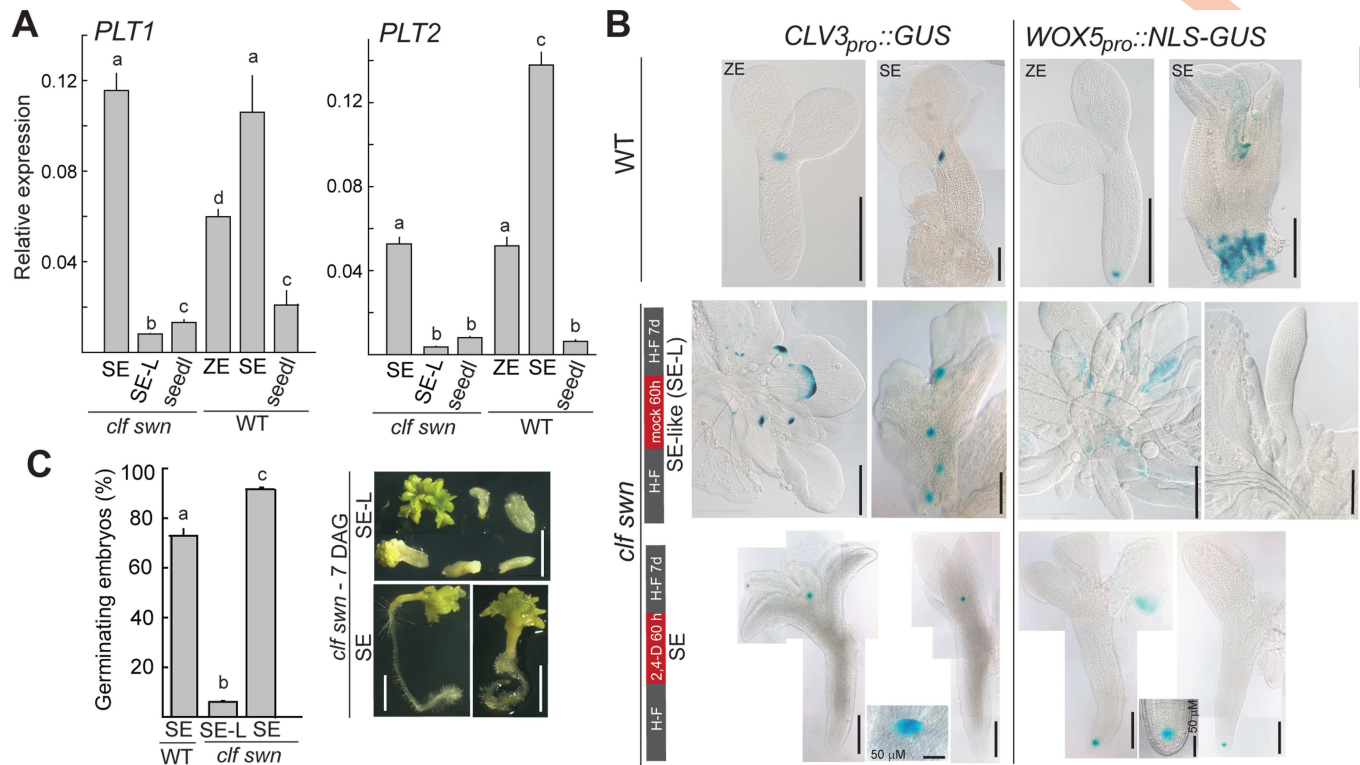 A
PLT1
PLT2
Relative expression
0.12
0.08
0.04
a
b
c
d
a
c
SE
SE-L
seedl
ZE
SE
seedl
clf swn
WT
0.12
0.08
0.04
a
b
b
a
c
b
SE
SE-L
seedl
ZE
SE
seedl
clf swn
WT
B
CLV3pro::GUS
WOX5pro::NLS-GUS
WT
ZE
SE
ZE
SE
clf swn
H-F
mock 60h
H-F 7d
SE-like (SE-L)
H-F
2,4-D 60 h
H-F 7d
SE
50 µM
50 µM
C
Germinating embryos (%)
100
80
60
40
20
a
b
c
SE
SE-L
SE
WT
clf swn
clf swn - 7 DAG
SE-L
SE